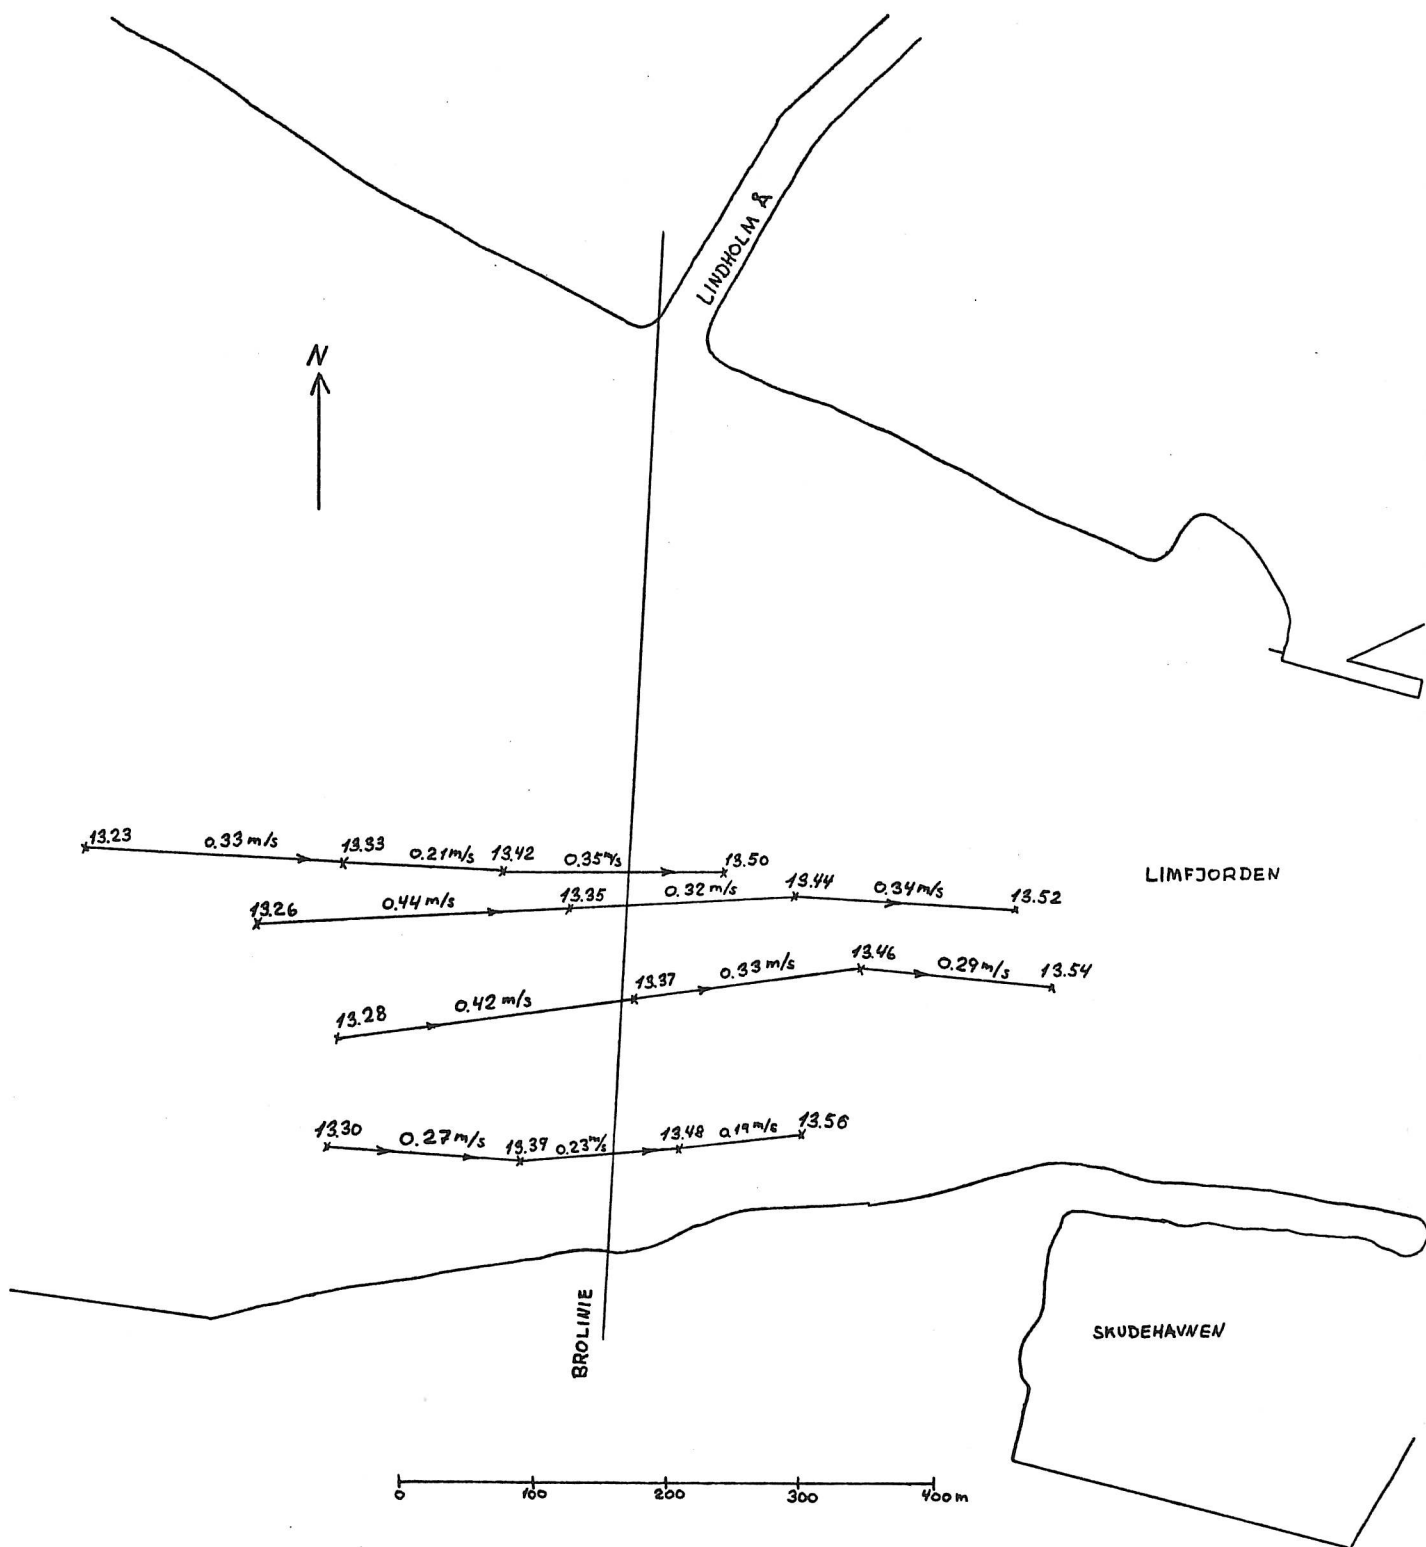 LINDHOLM Å
N
13.23
0.33 m/s
13.33
0.21 m/s
13.42
0.35 m/s
13.50
LIMFJORDEN
13.26
0.44 m/s
13.35
0.32 m/s
13.44
0.34 m/s
13.52
13.28
0.42 m/s
13.37
0.33 m/s
13.46
0.29 m/s
13.54
13.30
0.27 m/s
13.39
0.23 m/s
13.48
0.19 m/s
13.56
BROLINIE
SKUDEHAVNEN
0 100 200 300 400 m